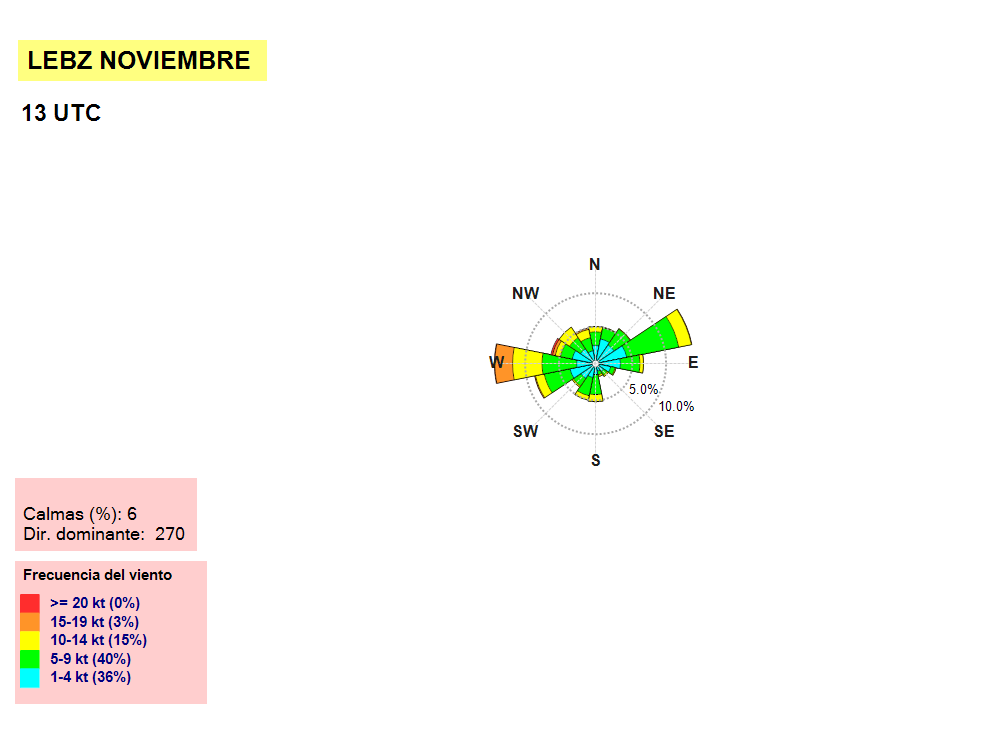 LEBZ NOVIEMBRE
13 UTC
N
NW
NE
W
E
5.0%
10.0%
SW
SE
S
Calmas (%): 6
Dir. dominante:  270
Frecuencia del viento
>= 20 kt (0%)
15-19 kt (3%)
10-14 kt (15%)
5-9 kt (40%)
1-4 kt (36%)